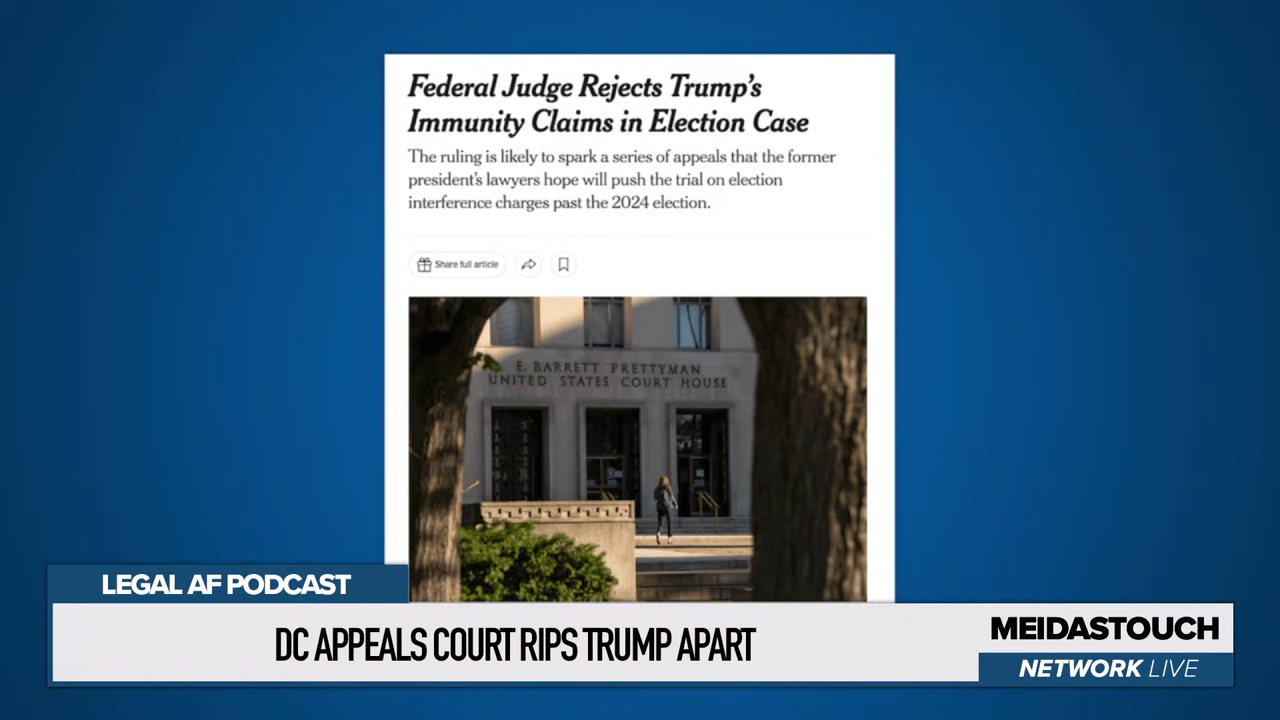 Federal Judge Rejects Trump's
Immunity Claims in Election Case
The ruling is likely to spark a series of appeals that the former
president's lawyers hope will push the trial on election
interference charges past the 2024 election.
Share full article
E. BARRETT PRETTYMAN
UNITED STATES COURT HOUSE
LEGAL AF PODCAST
DC APPEALS COURT RIPS TRUMP APART
MEIDASTOUCH
NETWORK LIVE